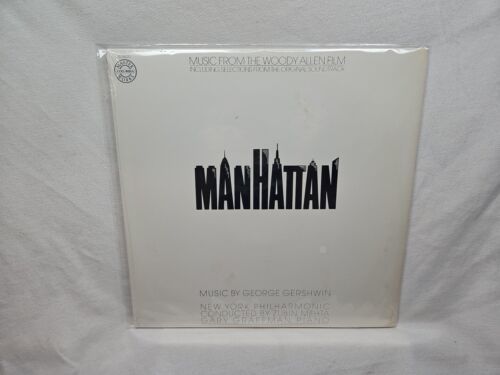 MUSIC FROM THE WOODY ALLEN FILM
INCLUDING SELECTIONS FROM THE ORIGINAL SOUNDTRACK
MANHATTAN
MUSIC BY GEORGE GERSHWIN
NEW YORK PHILHARMONIC
CONDUCTED BY ZUBIN MEHTA
GARY GRAFFMAN, PIANO